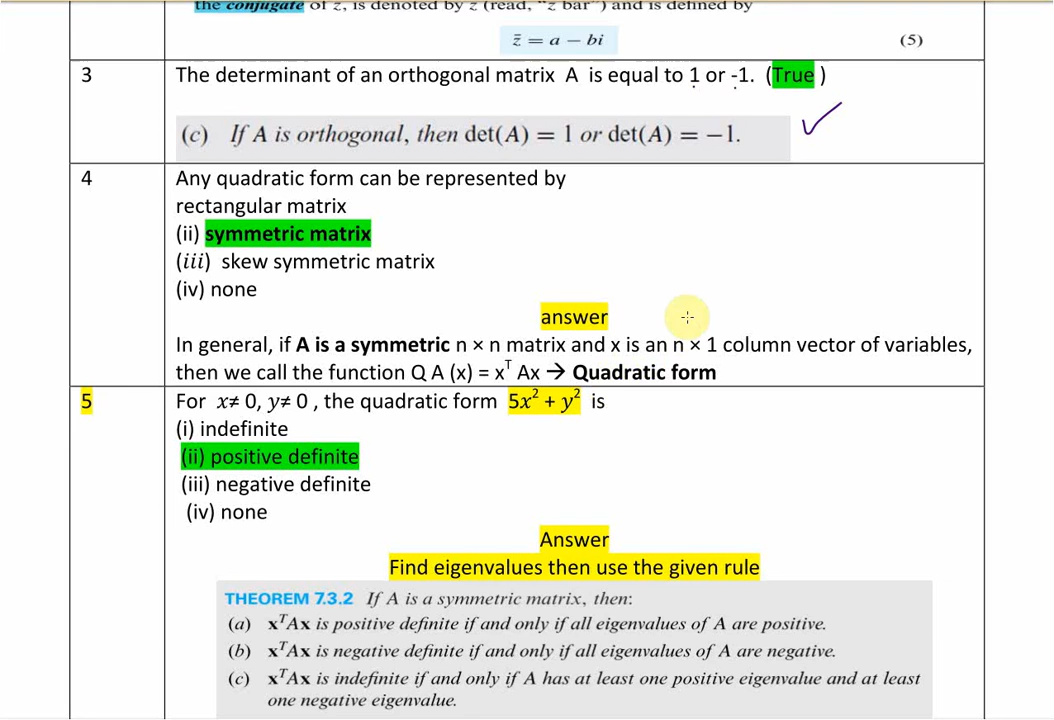 the conjugate of z, is denoted by z̄ (read, "z bar") and is defined by
z̄ = a − bi (5)
3 The determinant of an orthogonal matrix A is equal to 1 or -1. (True )
(c) If A is orthogonal, then det(A) = 1 or det(A) = −1.
4 Any quadratic form can be represented by
rectangular matrix
(ii) symmetric matrix
(iii) skew symmetric matrix
(iv) none
answer
In general, if A is a symmetric n × n matrix and x is an n × 1 column vector of variables,
then we call the function Q A (x) = xᵀ Ax → Quadratic form
5 For x≠ 0, y≠ 0 , the quadratic form 5x² + y² is
(i) indefinite
(ii) positive definite
(iii) negative definite
(iv) none
Answer
Find eigenvalues then use the given rule
THEOREM 7.3.2 If A is a symmetric matrix, then:
(a) xᵀAx is positive definite if and only if all eigenvalues of A are positive.
(b) xᵀAx is negative definite if and only if all eigenvalues of A are negative.
(c) xᵀAx is indefinite if and only if A has at least one positive eigenvalue and at least
one negative eigenvalue.